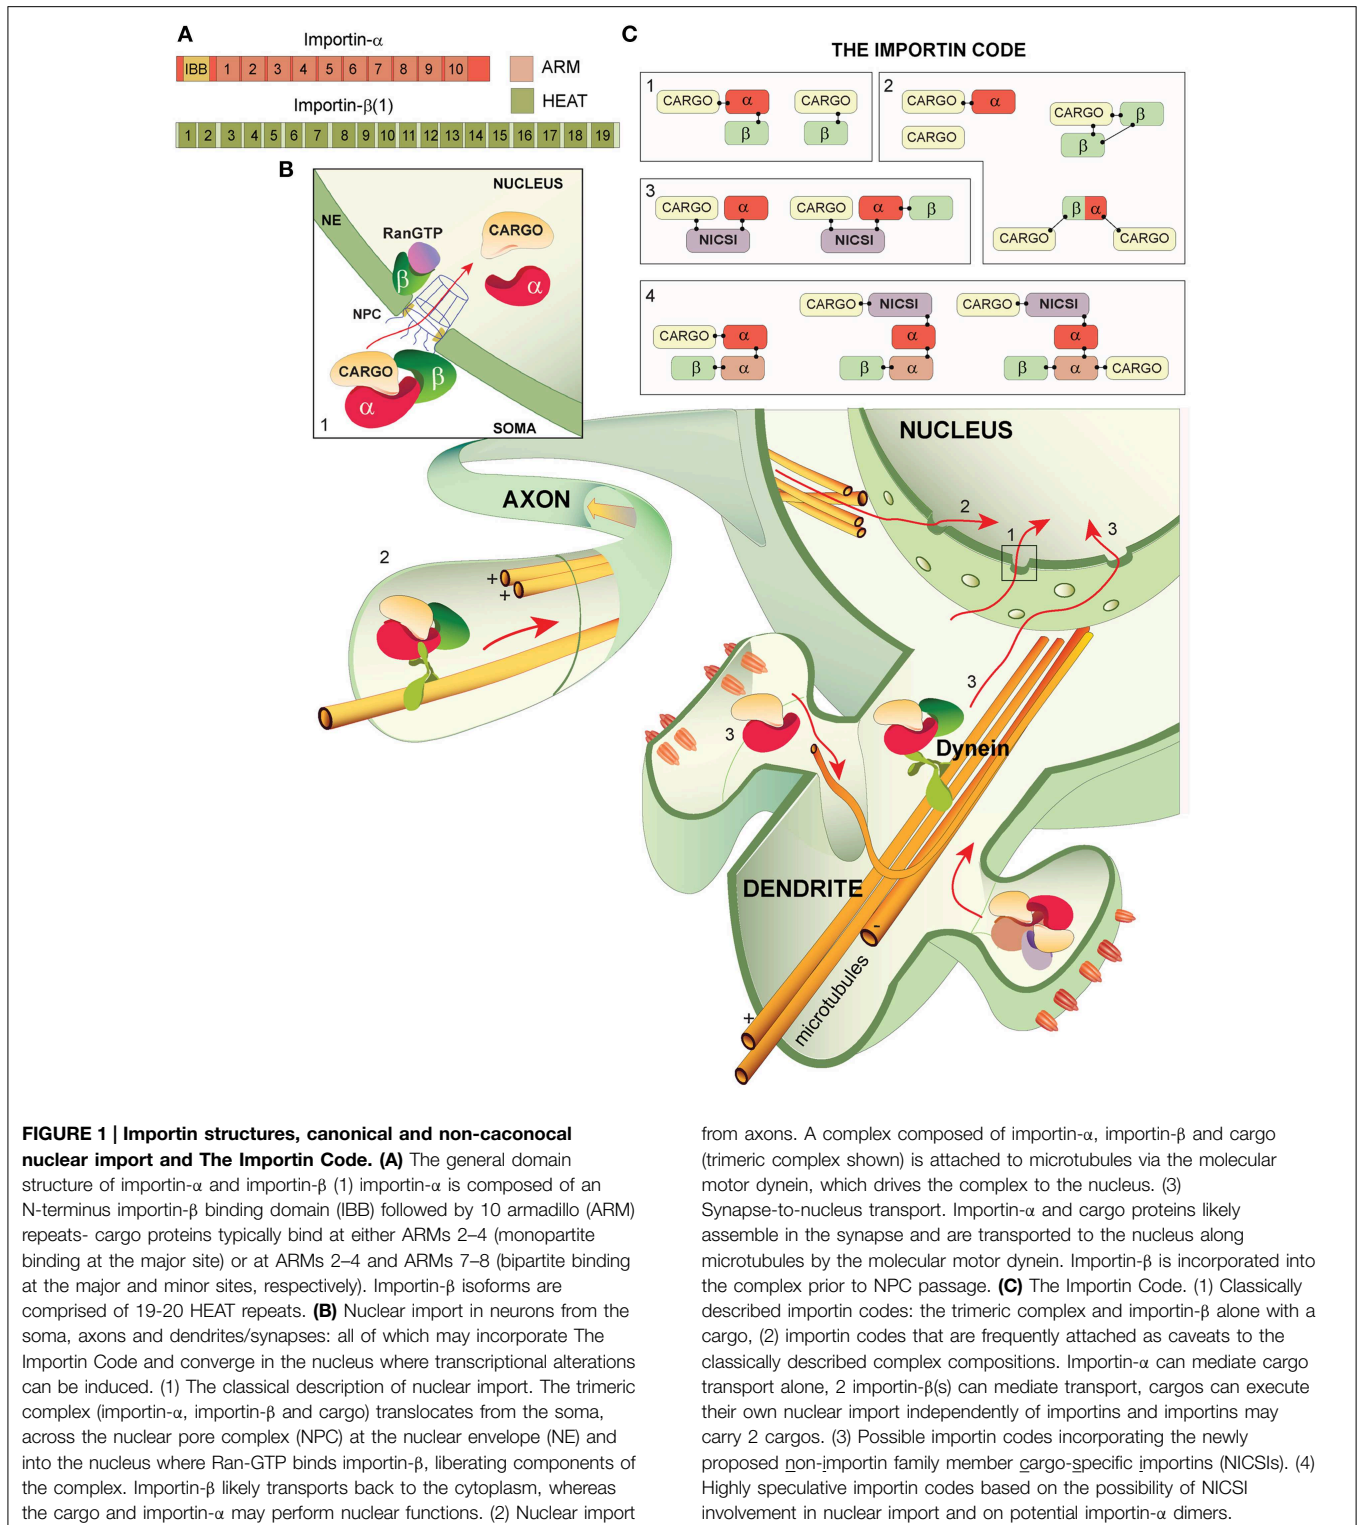 A
Importin-α
IBB 1 2 3 4 5 6 7 8 9 10
ARM
HEAT
Importin-β(1)
1 2 3 4 5 6 7 8 9 10 11 12 13 14 15 16 17 18 19
B
NUCLEUS
NE
RanGTP
CARGO
β
α
NPC
CARGO
β
α
1
SOMA
C
THE IMPORTIN CODE
1
CARGO α
β
CARGO
β
2
CARGO α
CARGO
CARGO β
β
β α
CARGO CARGO
3
CARGO α
NICSI
CARGO α β
NICSI
4
CARGO α
β α
CARGO NICSI
α
β α
CARGO NICSI
α
β α CARGO
NUCLEUS
AXON
2
1
3
2
+
+
3
3
Dynein
DENDRITE
-
microtubules
+
FIGURE 1 | Importin structures, canonical and non-caconocal
nuclear import and The Importin Code. (A) The general domain
structure of importin-α and importin-β (1) importin-α is composed of an
N-terminus importin-β binding domain (IBB) followed by 10 armadillo (ARM)
repeats- cargo proteins typically bind at either ARMs 2–4 (monopartite
binding at the major site) or at ARMs 2–4 and ARMs 7–8 (bipartite binding
at the major and minor sites, respectively). Importin-β isoforms are
comprised of 19-20 HEAT repeats. (B) Nuclear import in neurons from the
soma, axons and dendrites/synapses: all of which may incorporate The
Importin Code and converge in the nucleus where transcriptional alterations
can be induced. (1) The classical description of nuclear import. The trimeric
complex (importin-α, importin-β and cargo) translocates from the soma,
across the nuclear pore complex (NPC) at the nuclear envelope (NE) and
into the nucleus where Ran-GTP binds importin-β, liberating components of
the complex. Importin-β likely transports back to the cytoplasm, whereas
the cargo and importin-α may perform nuclear functions. (2) Nuclear import
from axons. A complex composed of importin-α, importin-β and cargo
(trimeric complex shown) is attached to microtubules via the molecular
motor dynein, which drives the complex to the nucleus. (3)
Synapse-to-nucleus transport. Importin-α and cargo proteins likely
assemble in the synapse and are transported to the nucleus along
microtubules by the molecular motor dynein. Importin-β is incorporated into
the complex prior to NPC passage. (C) The Importin Code. (1) Classically
described importin codes: the trimeric complex and importin-β alone with a
cargo, (2) importin codes that are frequently attached as caveats to the
classically described complex compositions. Importin-α can mediate cargo
transport alone, 2 importin-β(s) can mediate transport, cargos can execute
their own nuclear import independently of importins and importins may
carry 2 cargos. (3) Possible importin codes incorporating the newly
proposed non-importin family member cargo-specific importins (NICSIs). (4)
Highly speculative importin codes based on the possibility of NICSI
involvement in nuclear import and on potential importin-α dimers.